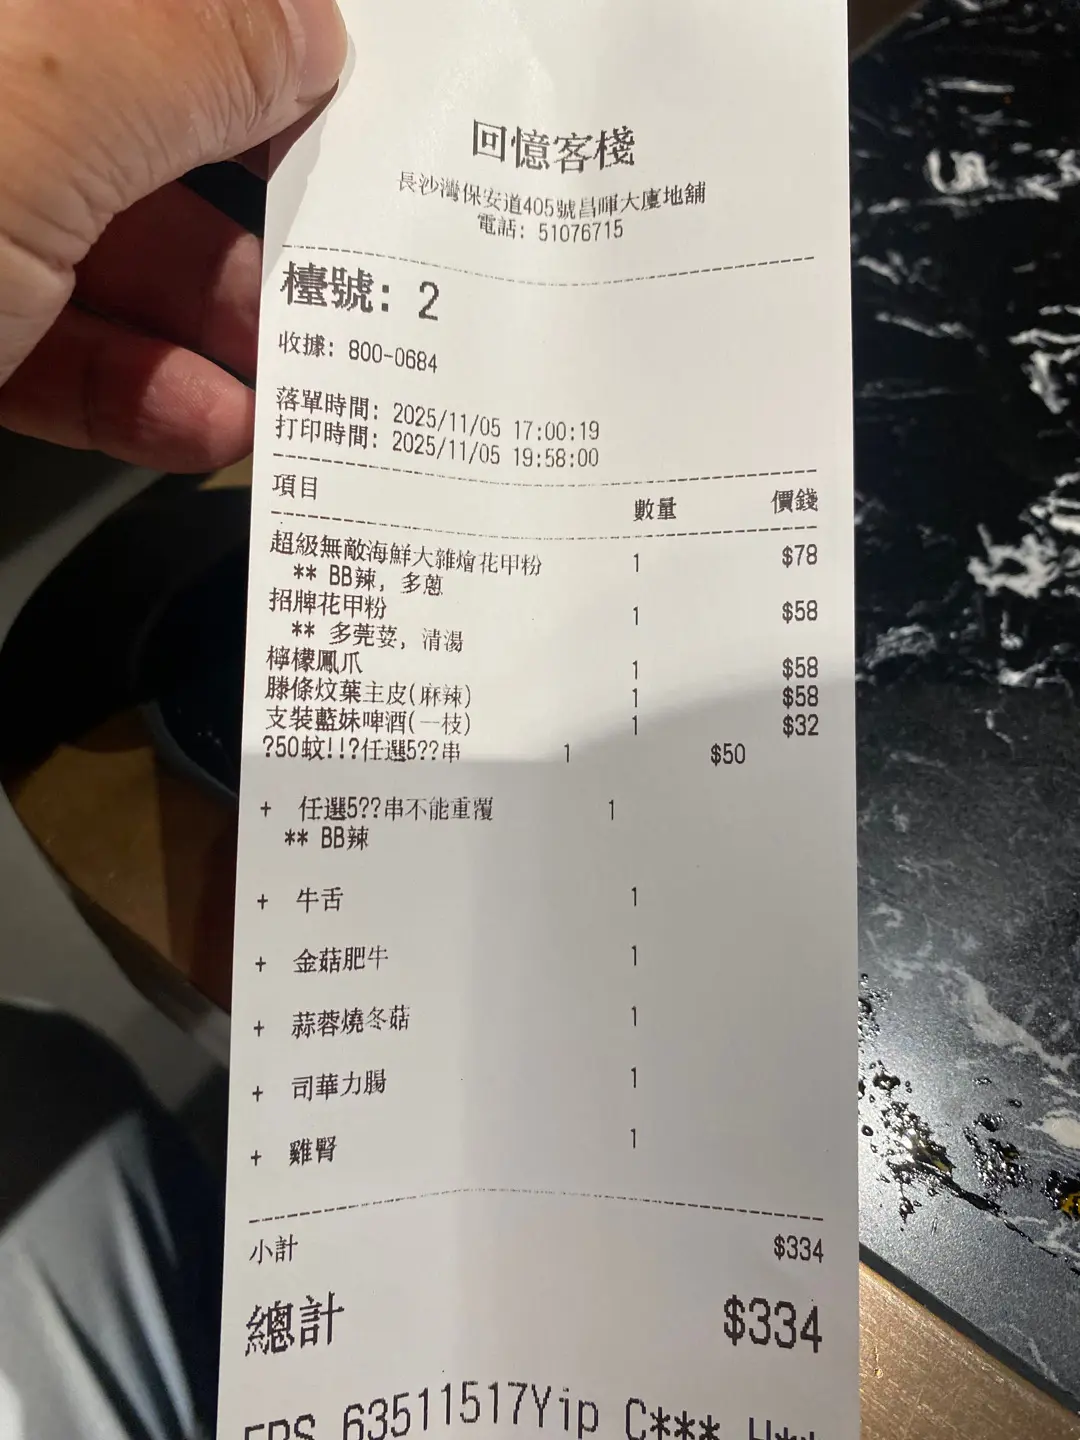 回憶客棧
長沙灣保安道405號昌暉大廈地舖
電話: 51076715
檯號: 2
收據: 800-0684
落單時間: 2025/11/05 17:00:19
打印時間: 2025/11/05 19:58:00
項目 數量 價錢
超級無敵海鮮大雜燴花甲粉 1 $78
** BB辣, 多蔥
招牌花甲粉 1 $58
** 多莞荽, 清湯
檸檬鳳爪 1 $58
滕條炆葉主皮(麻辣) 1 $58
支裝藍妹啤酒(一枝) 1 $32
?50蚊!!?任選5??串 1 $50
+ 任選5??串不能重覆 1
** BB辣
+ 牛舌 1
+ 金菇肥牛 1
+ 蒜蓉燒冬菇 1
+ 司華力腸 1
+ 雞腎 1
小計 $334
總計 $334
FPS 63511517Yip C*** H**